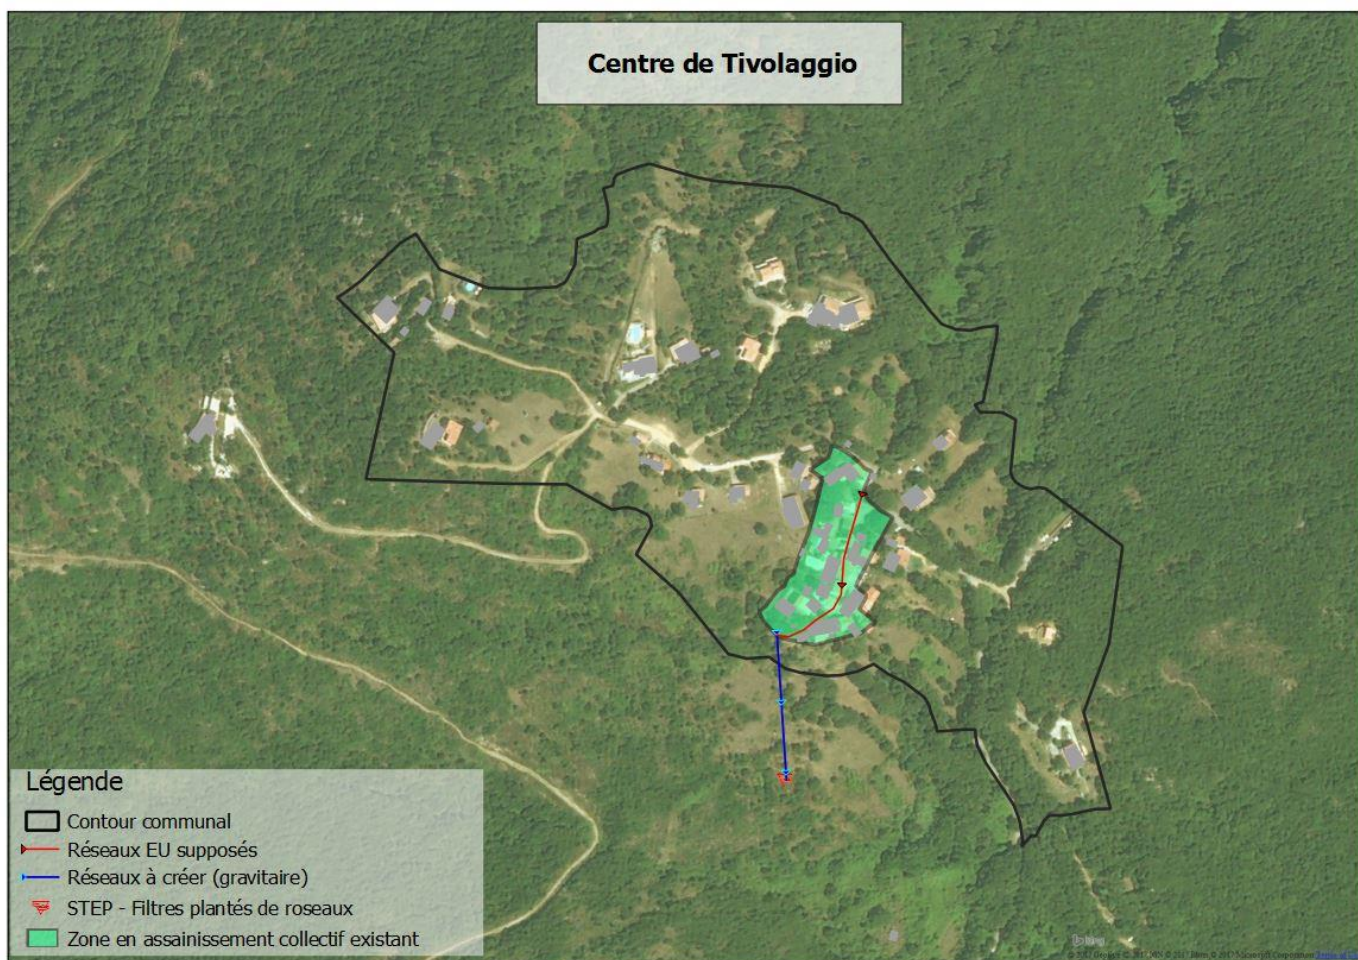 Centre de Tivolaggio
Légende
Contour communal
Réseaux EU supposés
Réseaux à créer (gravitaire)
STEP - Filtres plantés de roseaux
Zone en assainissement collectif existant